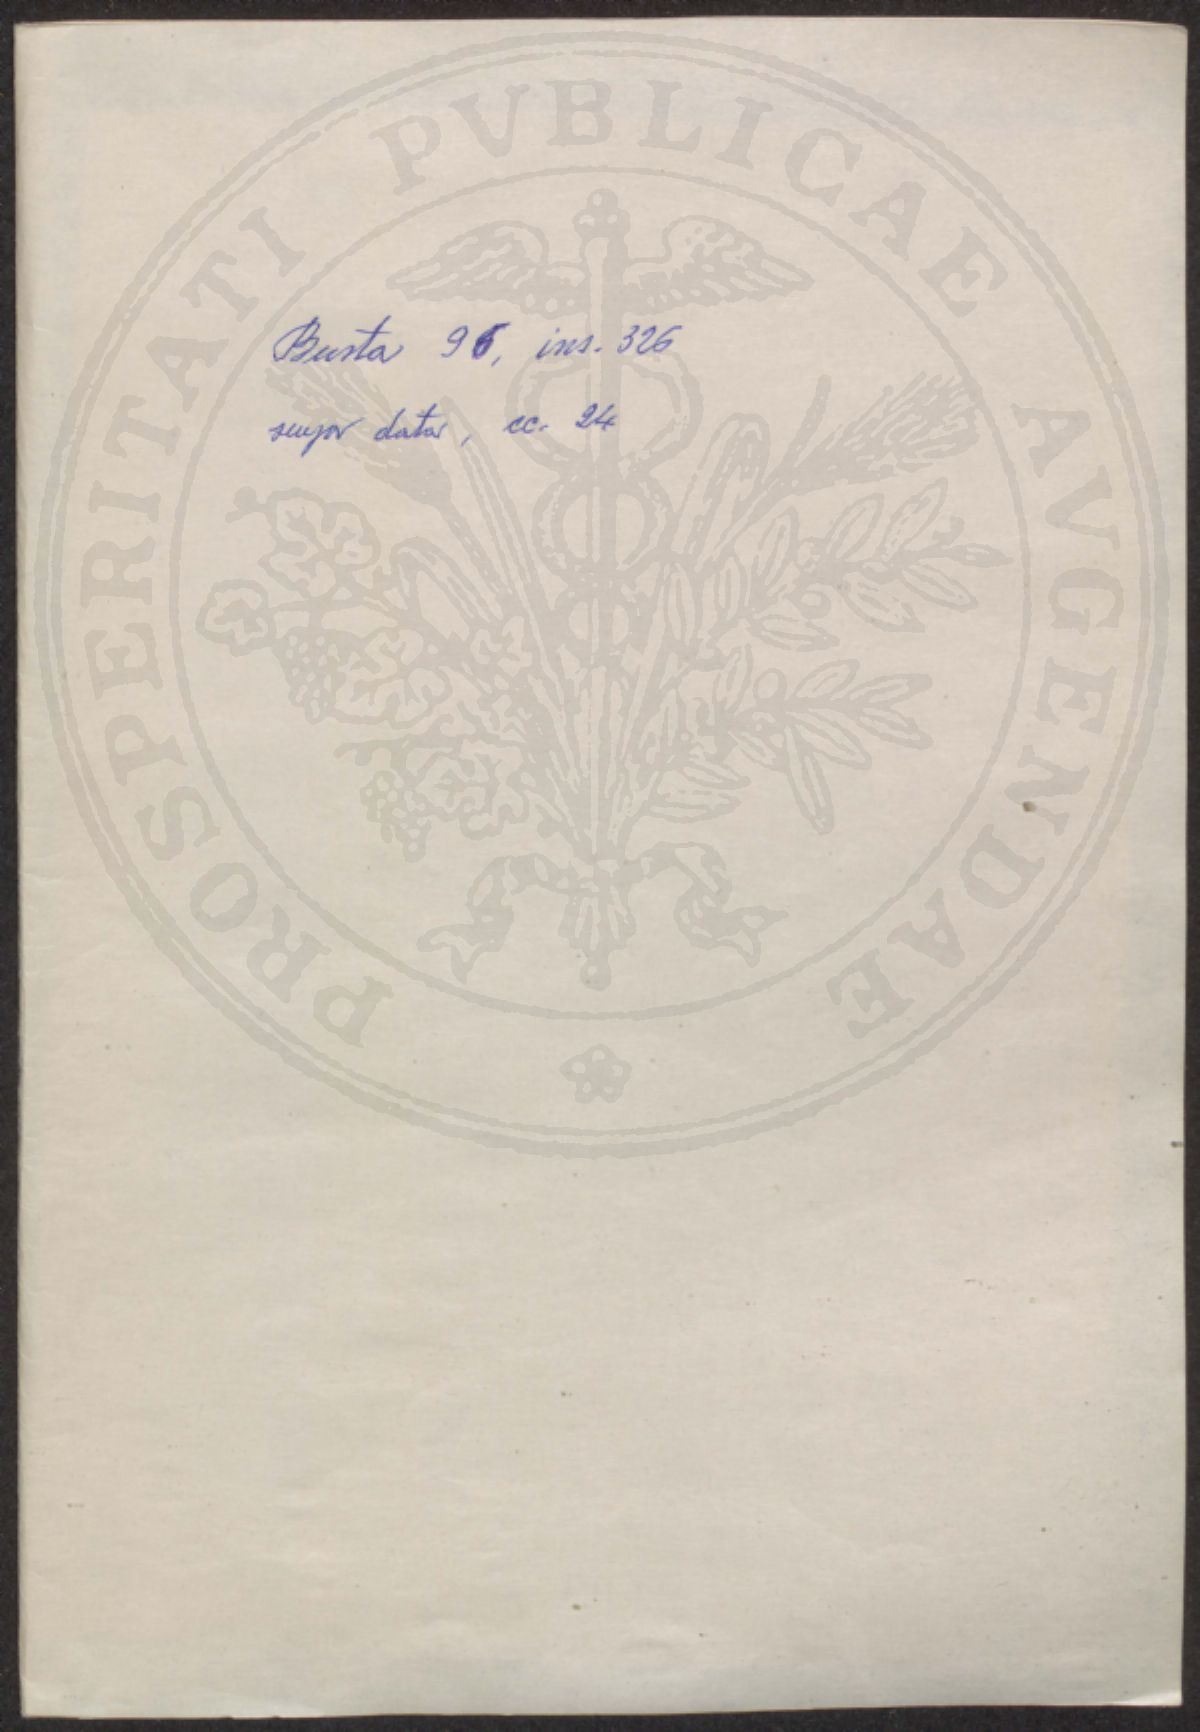 Busta 96, ins. 326
senza data, cc. 24
PROSPERITATI PVBLICAE AVGENDAE